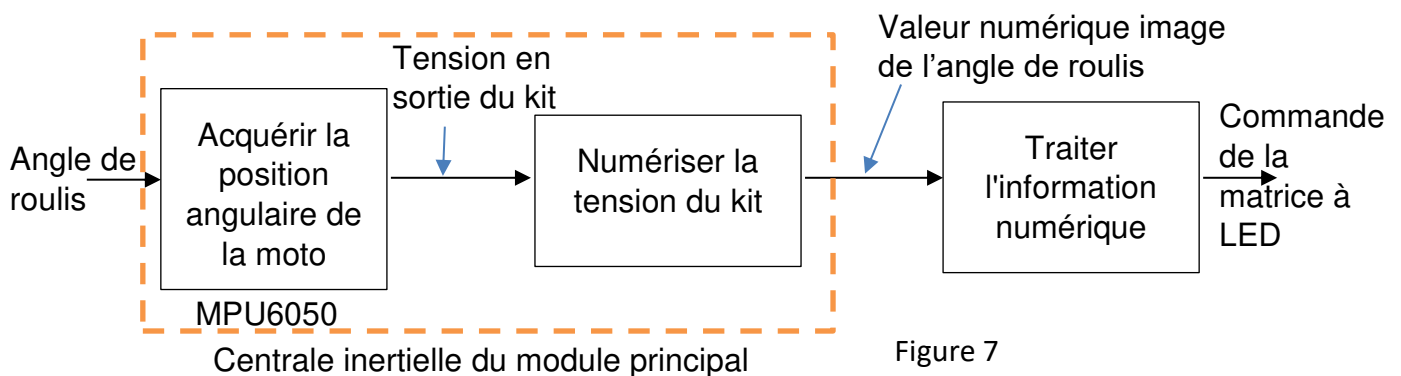 Angle de
roulis
Acquérir la
position
angulaire de
la moto
MPU6050
Tension en
sortie du kit
Numériser la
tension du kit
Valeur numérique image
de l'angle de roulis
Traiter
l'information
numérique
Commande
de la
matrice à
LED
Centrale inertielle du module principal
Figure 7